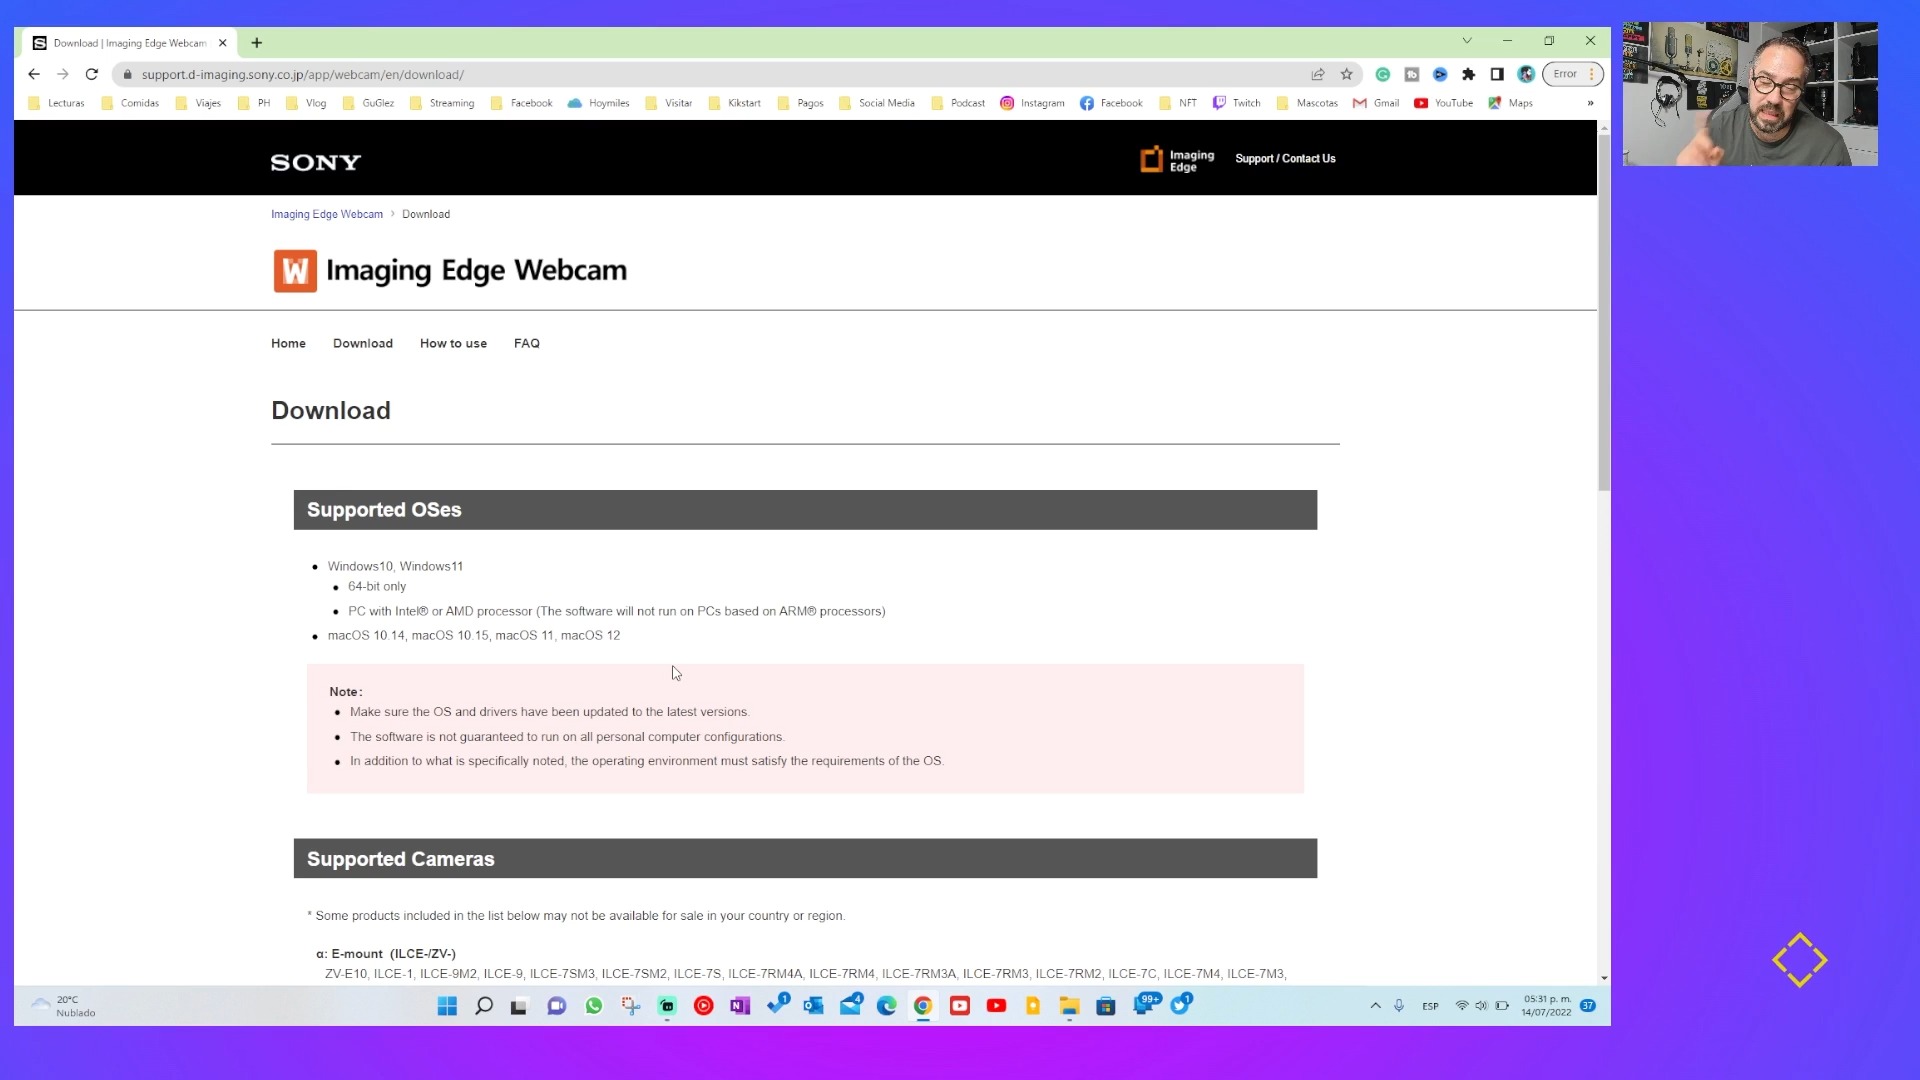 Download | Imaging Edge Webcam
support.d-imaging.sony.co.jp/app/webcam/en/download/
Error
Lecturas Comidas Viajes PH Vlog GuGlez Streaming Facebook Hoymiles Visitar Kikstart Pagos Social Media Podcast Instagram Facebook NFT Twitch Mascotas Gmail YouTube Maps »
SONY
Imaging
Edge
Support / Contact Us
Imaging Edge Webcam > Download
W Imaging Edge Webcam
Home Download How to use FAQ
Download
Supported OSes
• Windows10, Windows11
• 64-bit only
• PC with Intel® or AMD processor (The software will not run on PCs based on ARM® processors)
• macOS 10.14, macOS 10.15, macOS 11, macOS 12
Note:
• Make sure the OS and drivers have been updated to the latest versions.
• The software is not guaranteed to run on all personal computer configurations.
• In addition to what is specifically noted, the operating environment must satisfy the requirements of the OS.
Supported Cameras
* Some products included in the list below may not be available for sale in your country or region.
α: E-mount (ILCE-/ZV-)
ZV-E10, ILCE-1, ILCE-9M2, ILCE-9, ILCE-7SM3, ILCE-7SM2, ILCE-7S, ILCE-7RM4A, ILCE-7RM4, ILCE-7RM3A, ILCE-7RM3, ILCE-7RM2, ILCE-7C, ILCE-7M4, ILCE-7M3,
20°C
Nublado
1
4
99+
1
ESP
05:31 p. m.
14/07/2022
37